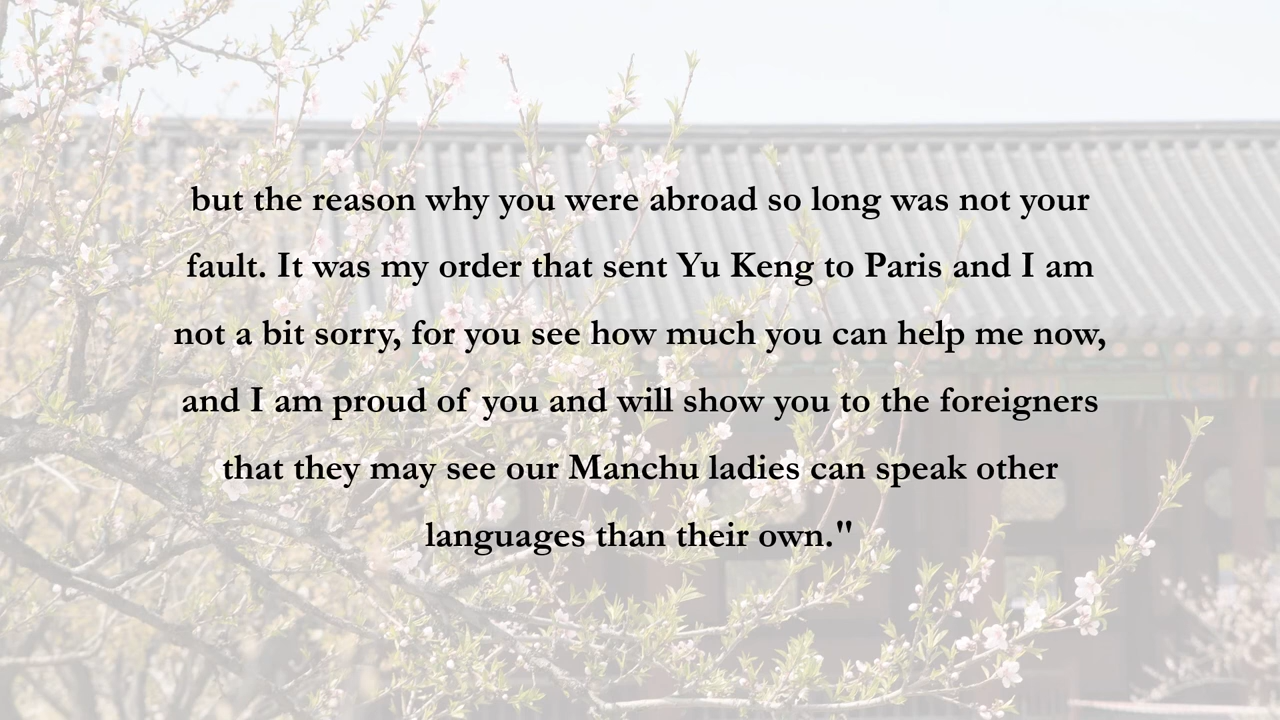 but the reason why you were abroad so long was not your
fault. It was my order that sent Yu Keng to Paris and I am
not a bit sorry, for you see how much you can help me now,
and I am proud of you and will show you to the foreigners
that they may see our Manchu ladies can speak other
languages than their own."